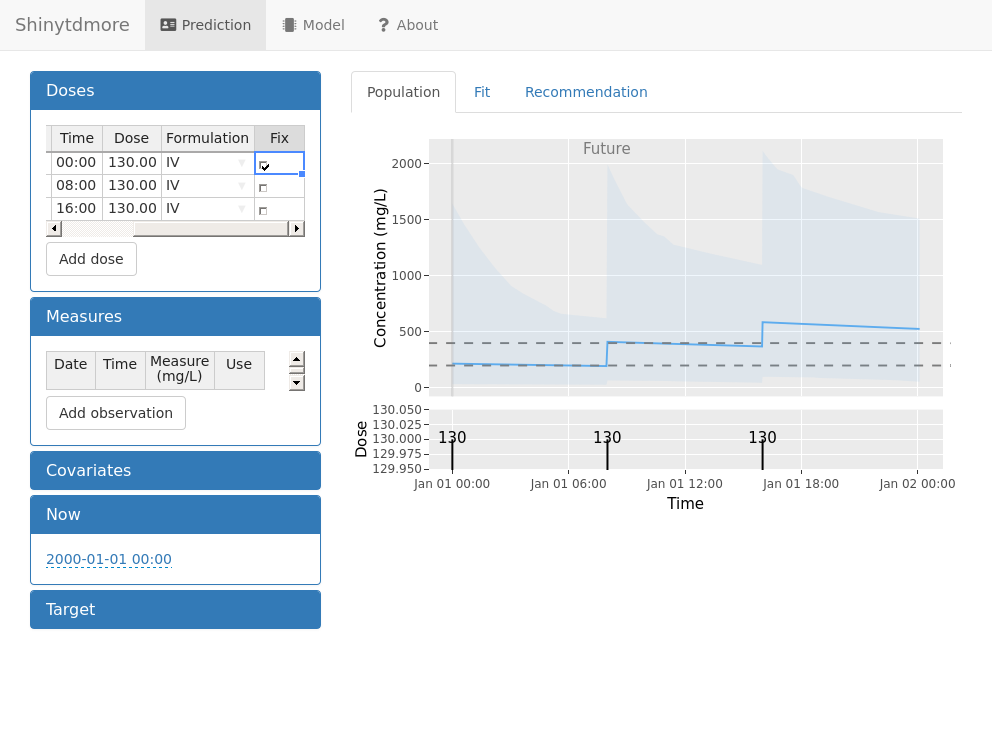 Shinytdmore Prediction Model About
Doses
Time Dose Formulation Fix
00:00 130.00 IV
08:00 130.00 IV
16:00 130.00 IV
Add dose
Measures
Date Time Measure (mg/L) Use
Add observation
Covariates
Now
2000-01-01 00:00
Target
Population Fit Recommendation
Future
Concentration (mg/L)
2000
1500
1000
500
0
Dose
130.050
130.025
130.000
129.975
129.950
130 130 130
Jan 01 00:00 Jan 01 06:00 Jan 01 12:00 Jan 01 18:00 Jan 02 00:00
Time